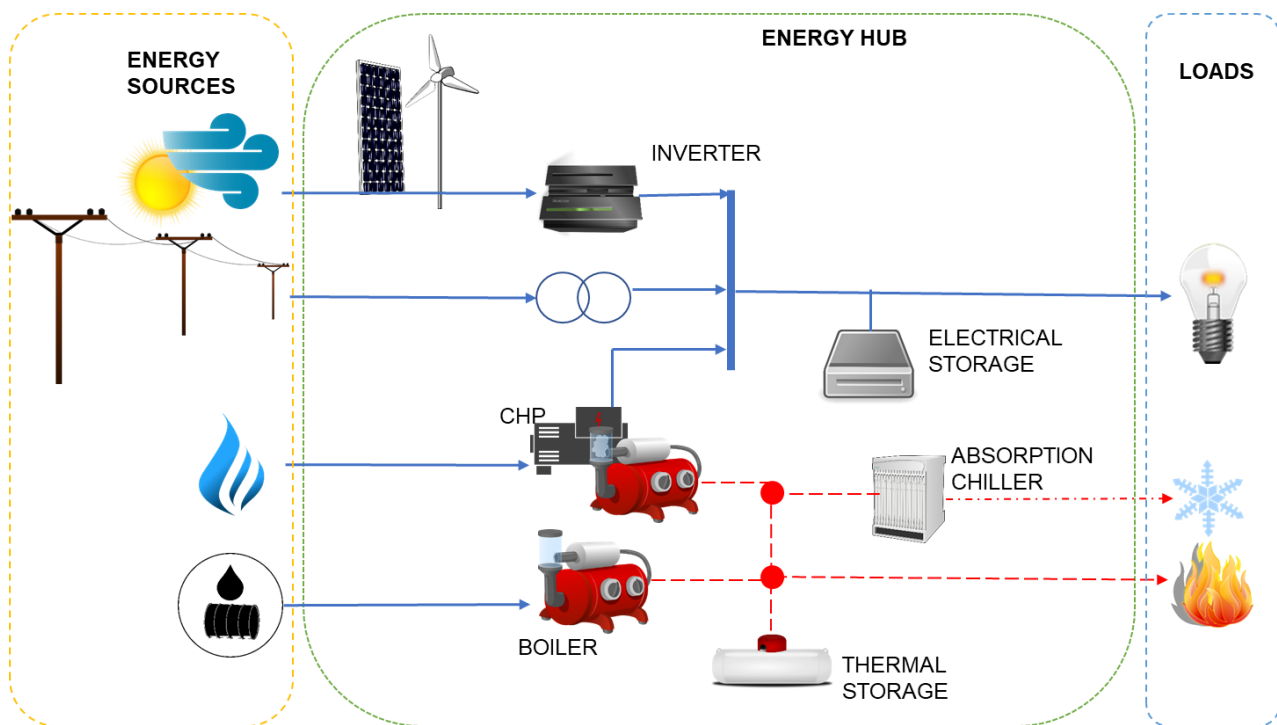 ENERGY
SOURCES
ENERGY HUB
LOADS
INVERTER
ELECTRICAL
STORAGE
CHP
ABSORPTION
CHILLER
BOILER
THERMAL
STORAGE